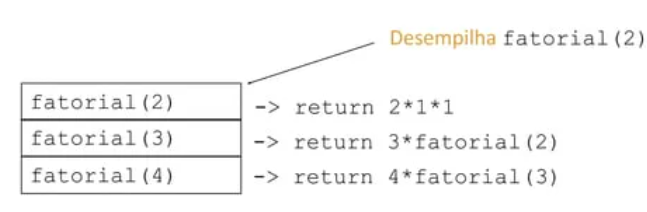 Desempilha fatorial(2)
fatorial(2) -> return 2*1*1
fatorial(3) -> return 3*fatorial(2)
fatorial(4) -> return 4*fatorial(3)